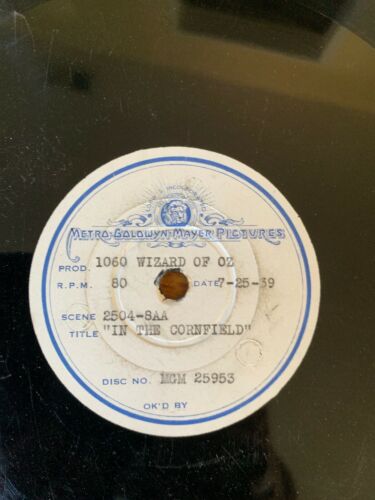 INCORPORATED
METRO-GOLDWYN-MAYER PICTURES
PROD. 1060 WIZARD OF OZ
R.P.M. 80 DATE 7-25-39
SCENE 2504-8AA
TITLE "IN THE CORNFIELD"
DISC NO. MGM 25953
OK'D BY